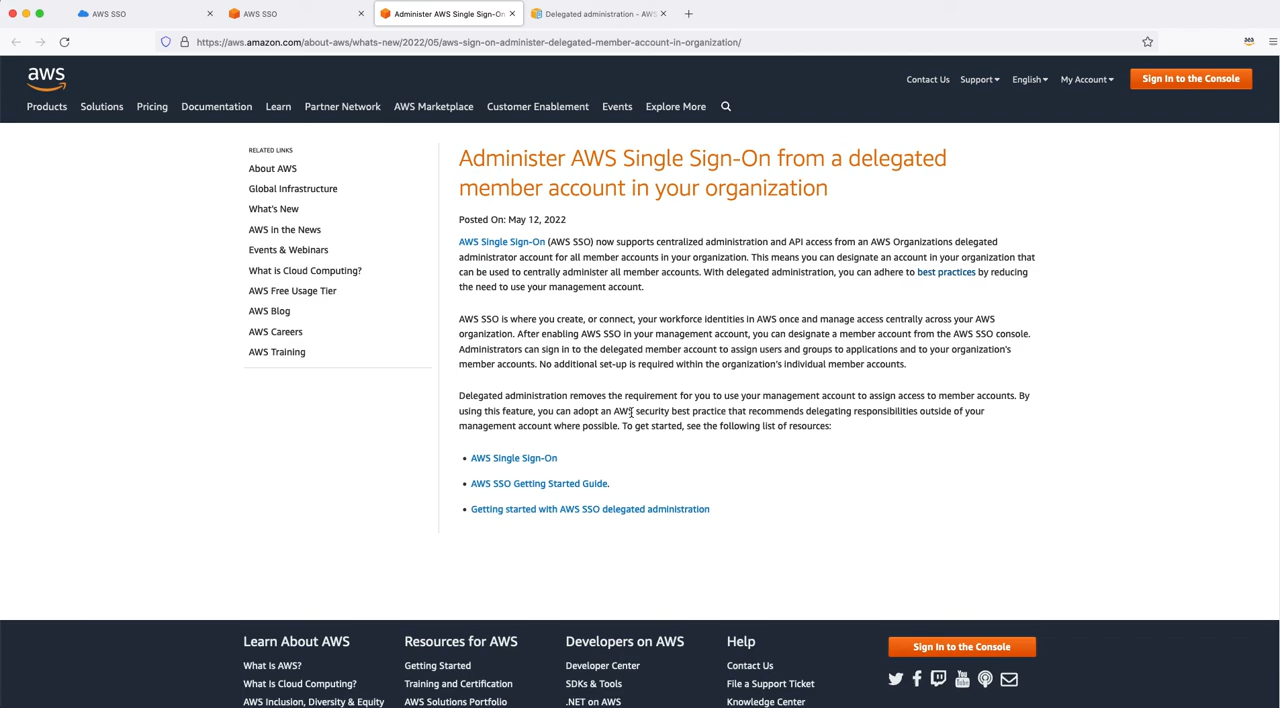 AWS SSO
AWS SSO
Administer AWS Single Sign-On
Delegated administration - AWS
https://aws.amazon.com/about-aws/whats-new/2022/05/aws-sign-on-administer-delegated-member-account-in-organization/
aws
Contact Us Support English My Account Sign In to the Console
Products Solutions Pricing Documentation Learn Partner Network AWS Marketplace Customer Enablement Events Explore More
RELATED LINKS
About AWS
Global Infrastructure
What's New
AWS in the News
Events & Webinars
What is Cloud Computing?
AWS Free Usage Tier
AWS Blog
AWS Careers
AWS Training
Administer AWS Single Sign-On from a delegated
member account in your organization
Posted On: May 12, 2022
AWS Single Sign-On (AWS SSO) now supports centralized administration and API access from an AWS Organizations delegated
administrator account for all member accounts in your organization. This means you can designate an account in your organization that
can be used to centrally administer all member accounts. With delegated administration, you can adhere to best practices by reducing
the need to use your management account.
AWS SSO is where you create, or connect, your workforce identities in AWS once and manage access centrally across your AWS
organization. After enabling AWS SSO in your management account, you can designate a member account from the AWS SSO console.
Administrators can sign in to the delegated member account to assign users and groups to applications and to your organization's
member accounts. No additional set-up is required within the organization's individual member accounts.
Delegated administration removes the requirement for you to use your management account to assign access to member accounts. By
using this feature, you can adopt an AWS security best practice that recommends delegating responsibilities outside of your
management account where possible. To get started, see the following list of resources:
• AWS Single Sign-On
• AWS SSO Getting Started Guide.
• Getting started with AWS SSO delegated administration
Learn About AWS
What Is AWS?
What Is Cloud Computing?
AWS Inclusion, Diversity & Equity
Resources for AWS
Getting Started
Training and Certification
AWS Solutions Portfolio
Developers on AWS
Developer Center
SDKs & Tools
.NET on AWS
Help
Contact Us
File a Support Ticket
Knowledge Center
Sign In to the Console